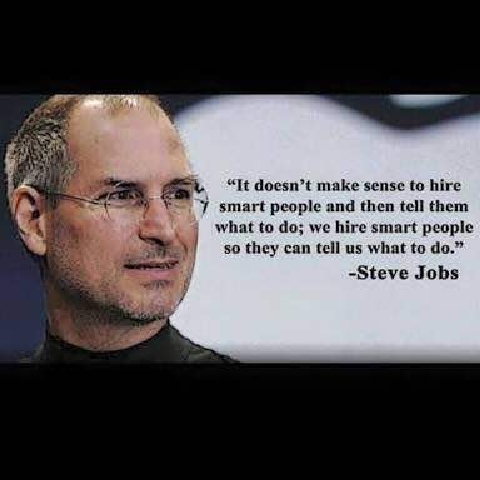 “It doesn’t make sense to hire
smart people and then tell them
what to do; we hire smart people
so they can tell us what to do.”
-Steve Jobs